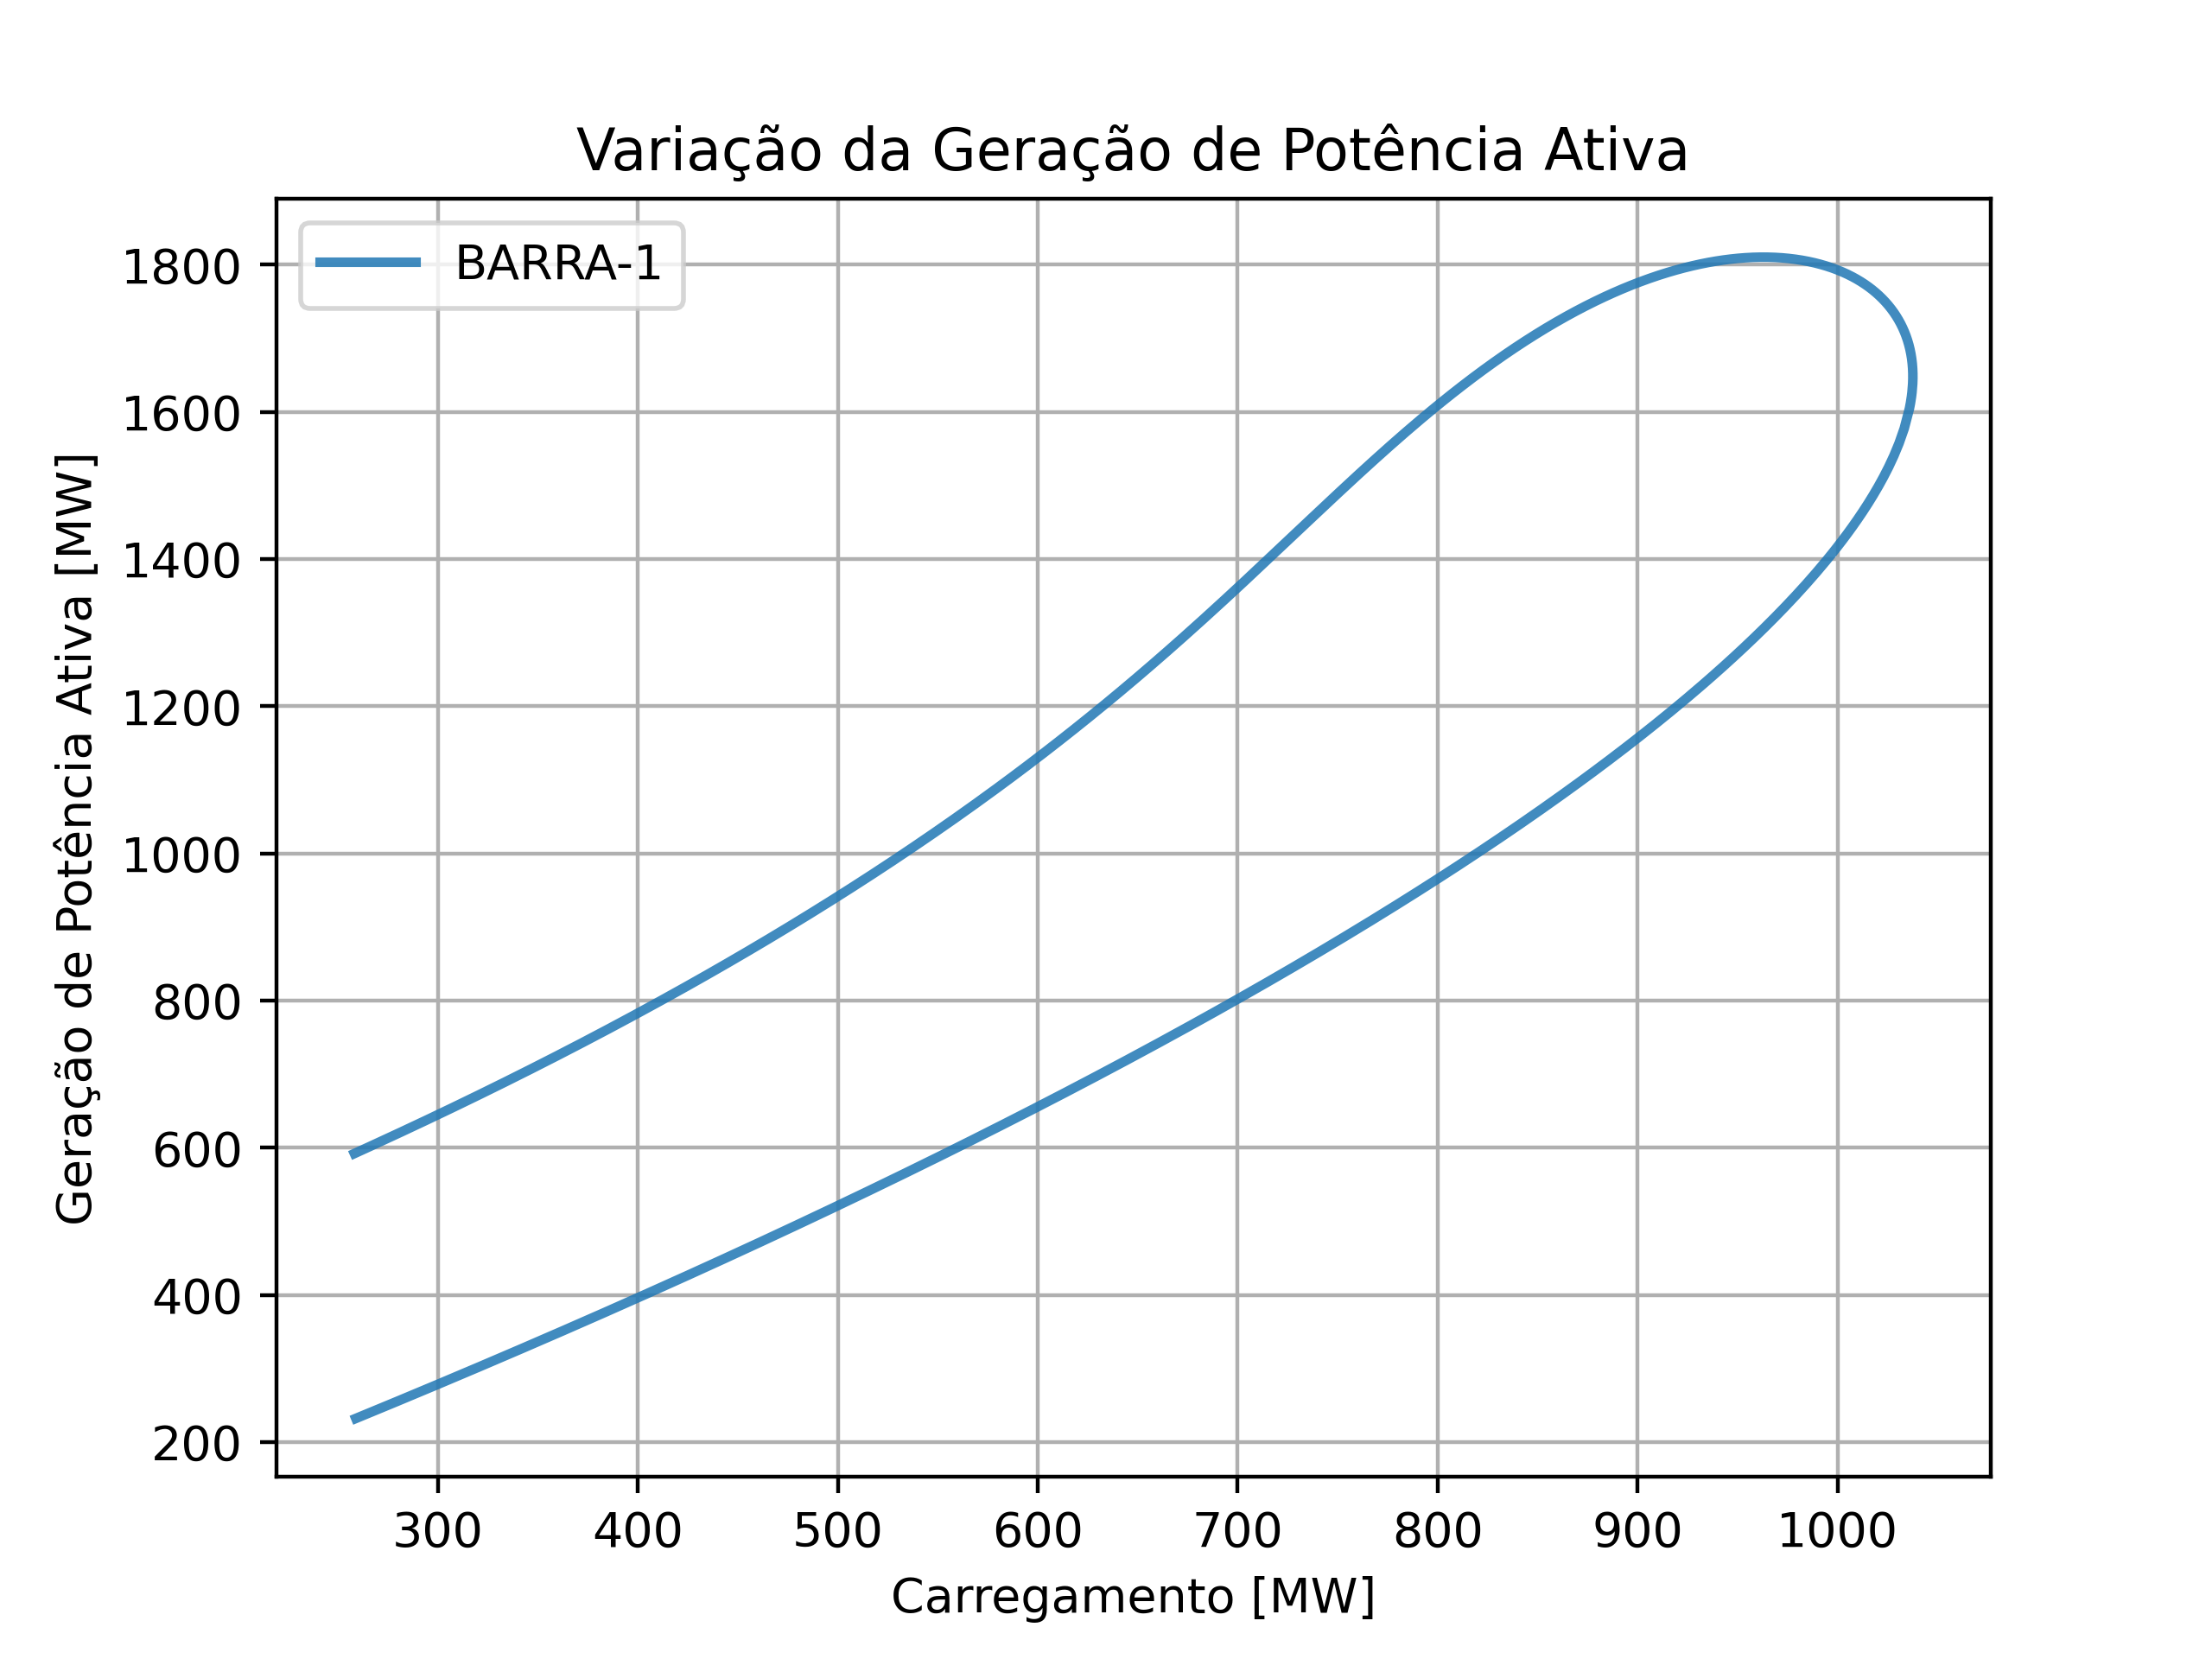 Variação da Geração de Potência Ativa
BARRA-1
Geração de Potência Ativa [MW]
1800
1600
1400
1200
1000
800
600
400
200
300 400 500 600 700 800 900 1000
Carregamento [MW]